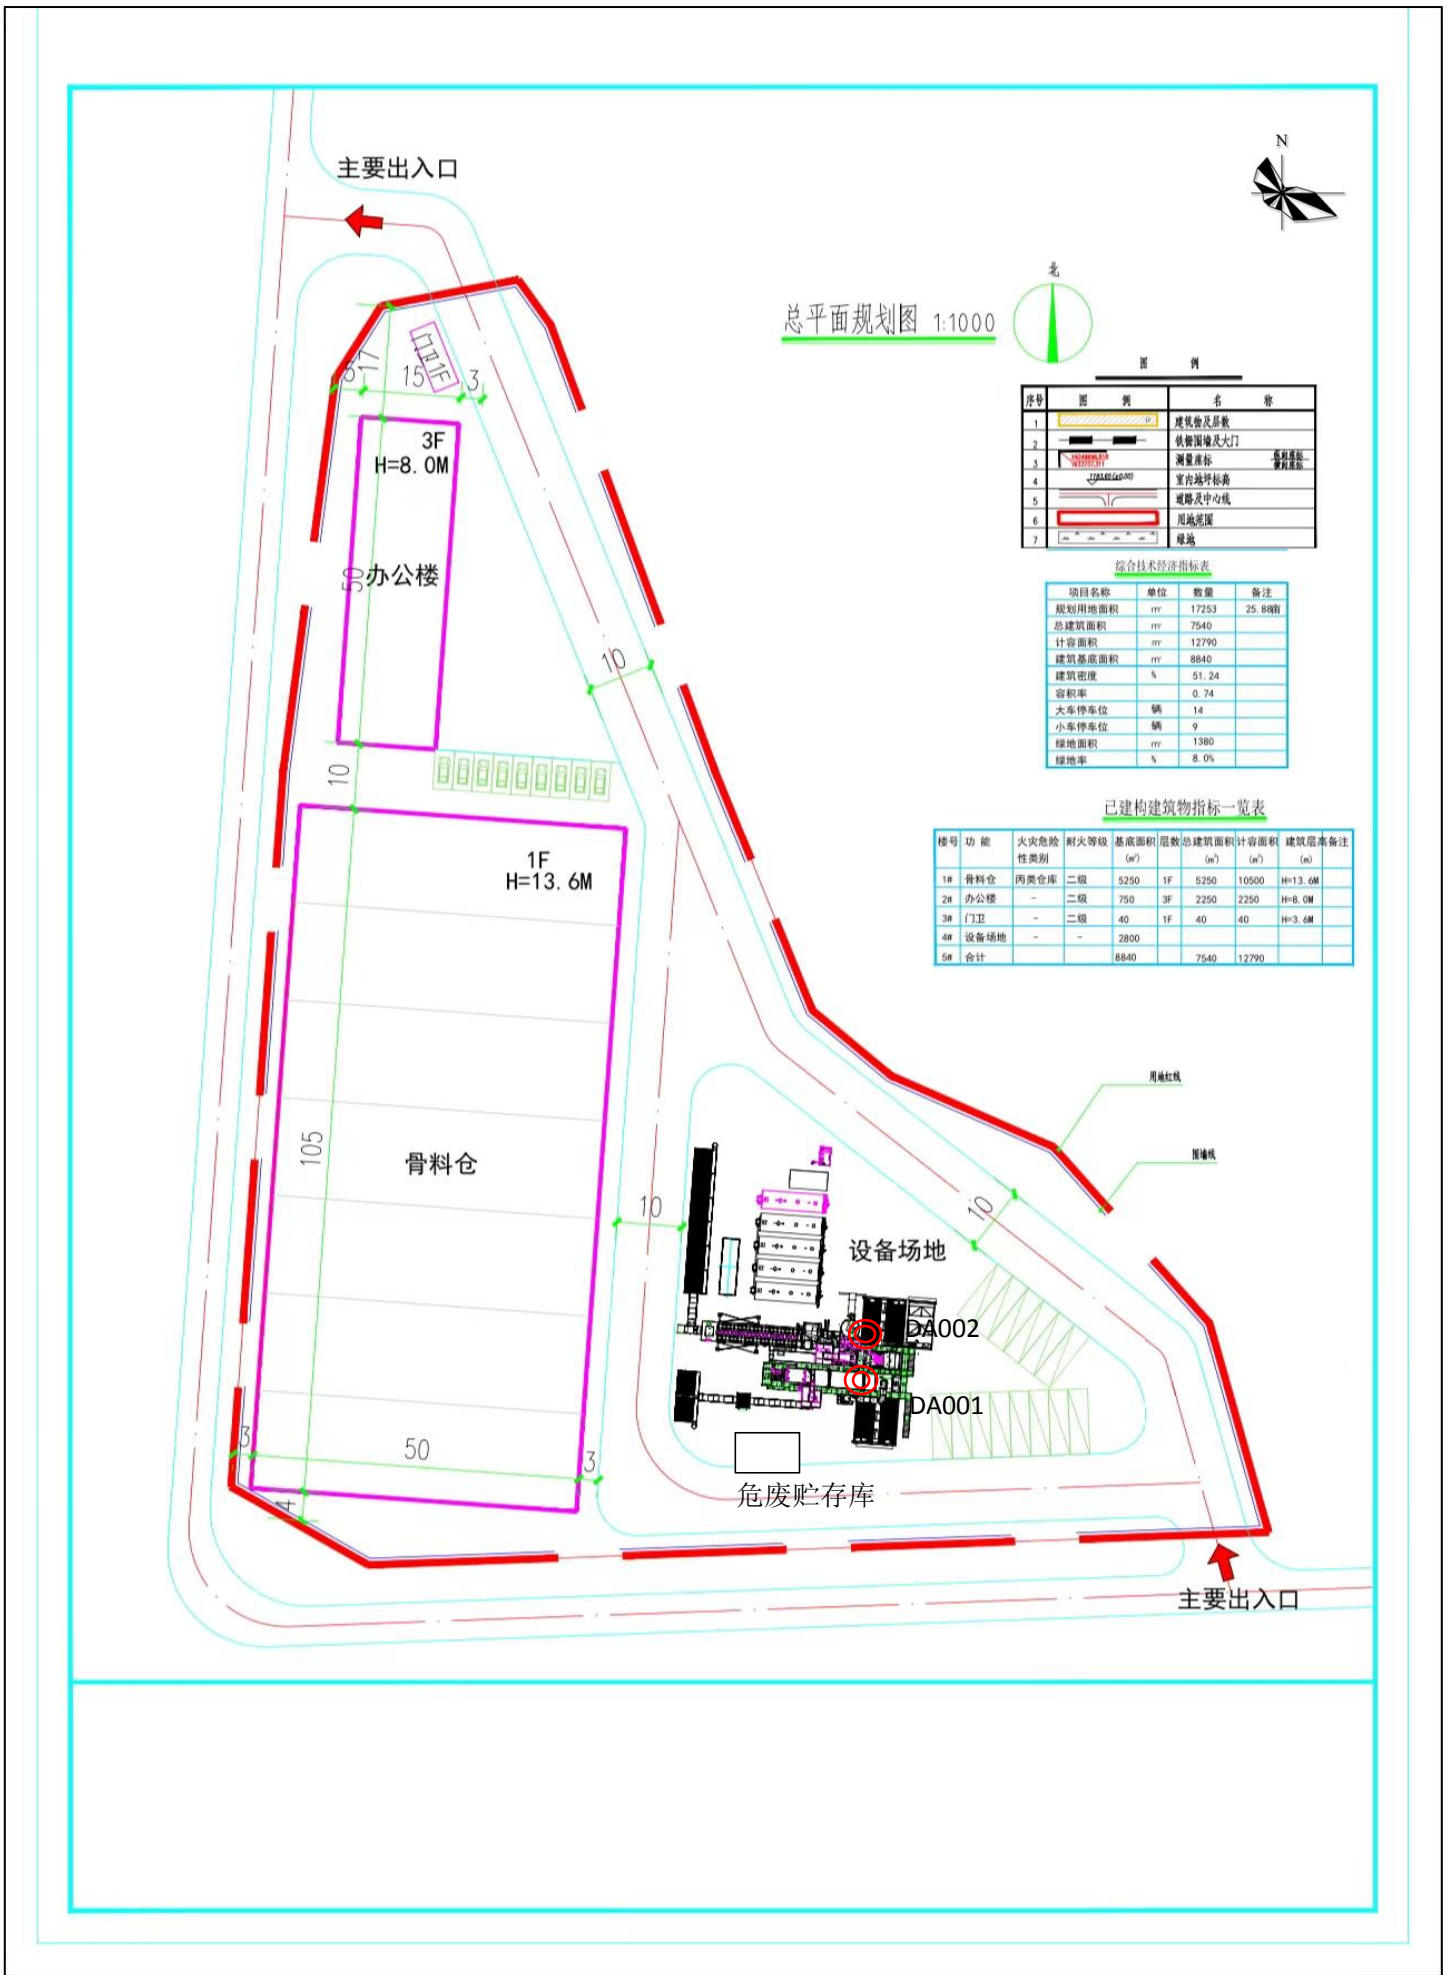 主要出入口
N
北
总平面规划图 1:1000
门卫1F
17
15
3
3F
H=8.0M
图 例
序号 图 例 名 称
1 建筑物及层数
2 铁栅围墙及大门
3 测量座标
4 室内地坪标高
5 道路及中心线
6 用地范围
7 绿地
50
办公楼
综合技术经济指标表
项目名称 单位 数量 备注
规划用地面积 ㎡ 17253 25.88亩
总建筑面积 ㎡ 7540
计容面积 ㎡ 12790
建筑基底面积 ㎡ 8840
建筑密度 % 51.24
容积率 0.74
大车停车位 辆 14
小车停车位 辆 9
绿地面积 ㎡ 1380
绿地率 % 8.0%
10
10
已建构建筑物指标一览表
楼号 功 能 火灾危险性类别 耐火等级 基底面积(㎡) 层数 总建筑面积(㎡) 计容面积(㎡) 建筑层高(m) 备注
1# 骨料仓 丙类仓库 二级 5250 1F 5250 10500 H=13.6M
2# 办公楼 - 二级 750 3F 2250 2250 H=8.0M
3# 门卫 - 二级 40 1F 40 40 H=3.6M
4# 设备场地 - - 2800
5# 合计 8840 7540 12790
1F
H=13.6M
用地红线
围墙线
105
骨料仓
10
10
设备场地
DA002
DA001
3
50
3
4
危废贮存库
主要出入口